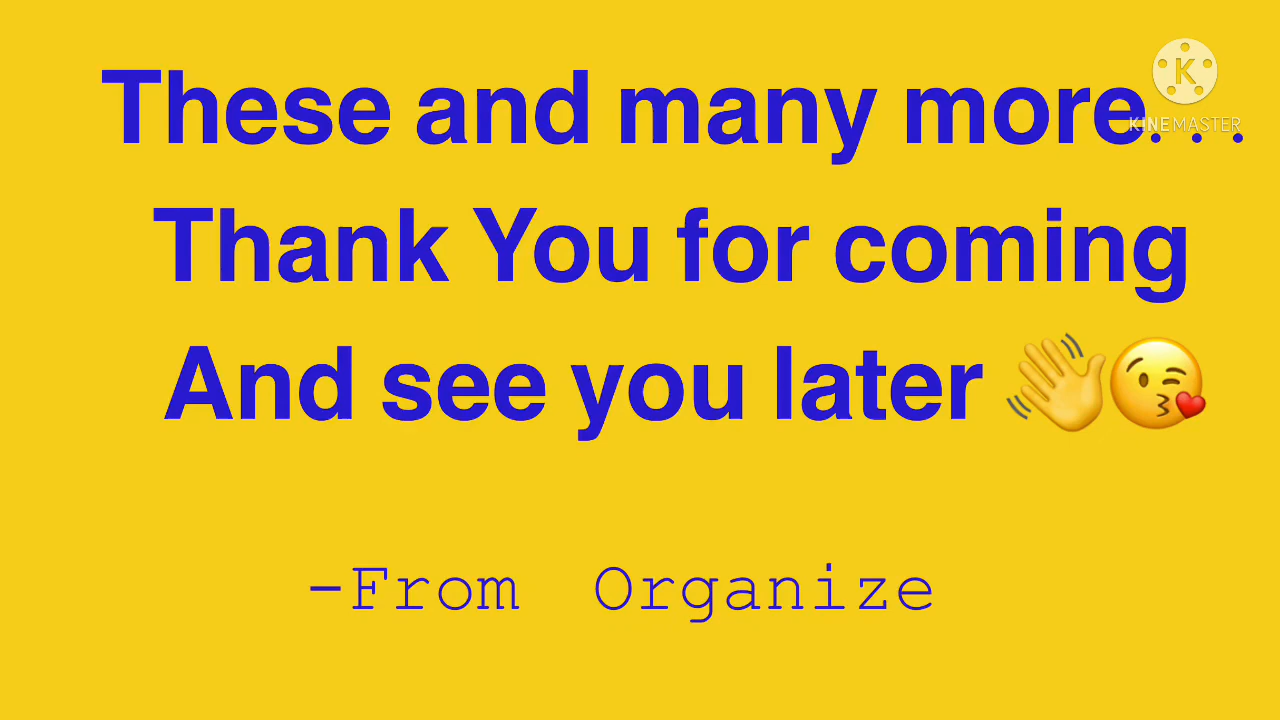 These and many more. . .
K
KINEMASTER
Thank You for coming
And see you later 👋😘
-From Organize